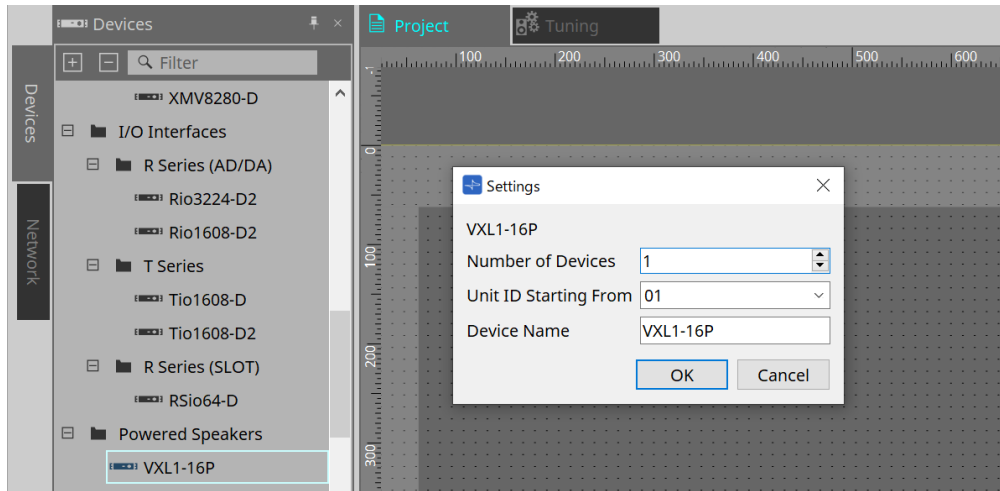 Devices
Project
Tuning
Filter
-1
100
200
300
400
500
600
Devices
Network
XMV8280-D
I/O Interfaces
R Series (AD/DA)
Rio3224-D2
Rio1608-D2
T Series
Tio1608-D
Tio1608-D2
R Series (SLOT)
RSio64-D
Powered Speakers
VXL1-16P
0
100
200
300
Settings
VXL1-16P
Number of Devices 1
Unit ID Starting From 01
Device Name VXL1-16P
OK Cancel